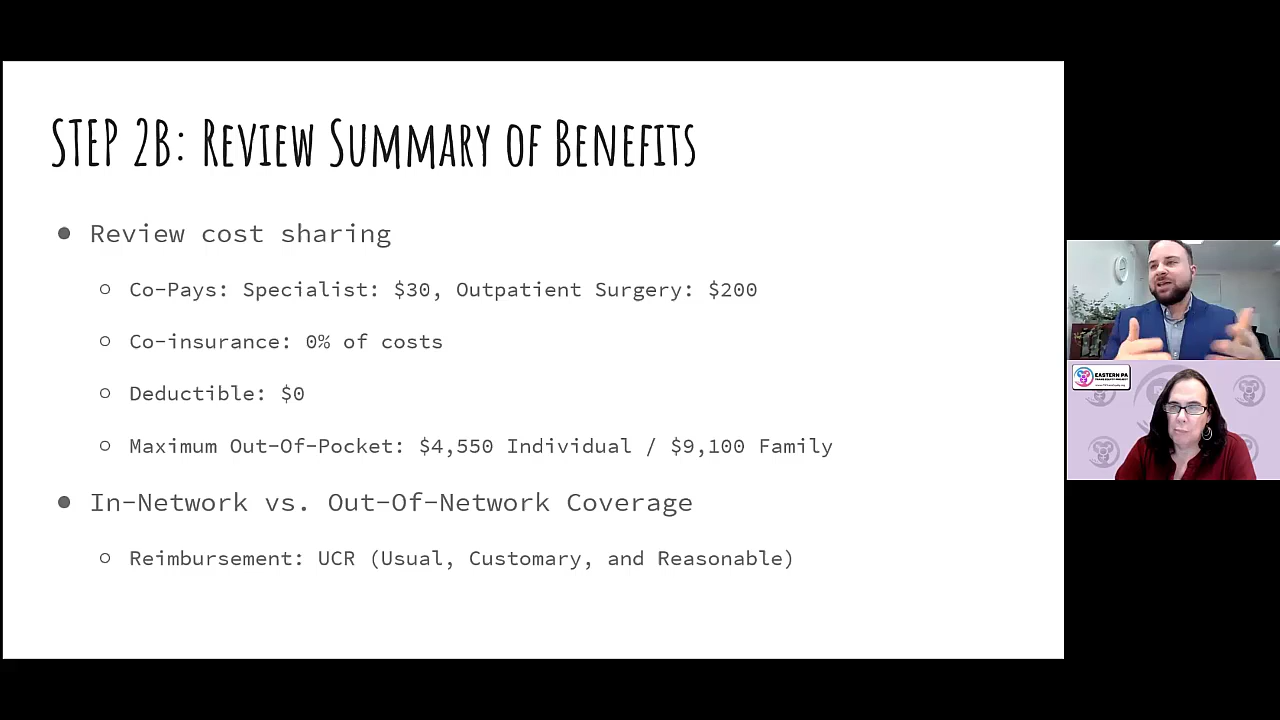 STEP 2B: Review Summary of Benefits
Review cost sharing
Co-Pays: Specialist: $30, Outpatient Surgery: $200
Co-insurance: 0% of costs
Deductible: $0
Maximum Out-Of-Pocket: $4,550 Individual / $9,100 Family
In-Network vs. Out-Of-Network Coverage
Reimbursement: UCR (Usual, Customary, and Reasonable)
EASTERN PA